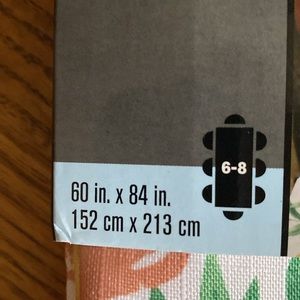 6-8
60 in. x 84 in.
152 cm x 213 cm